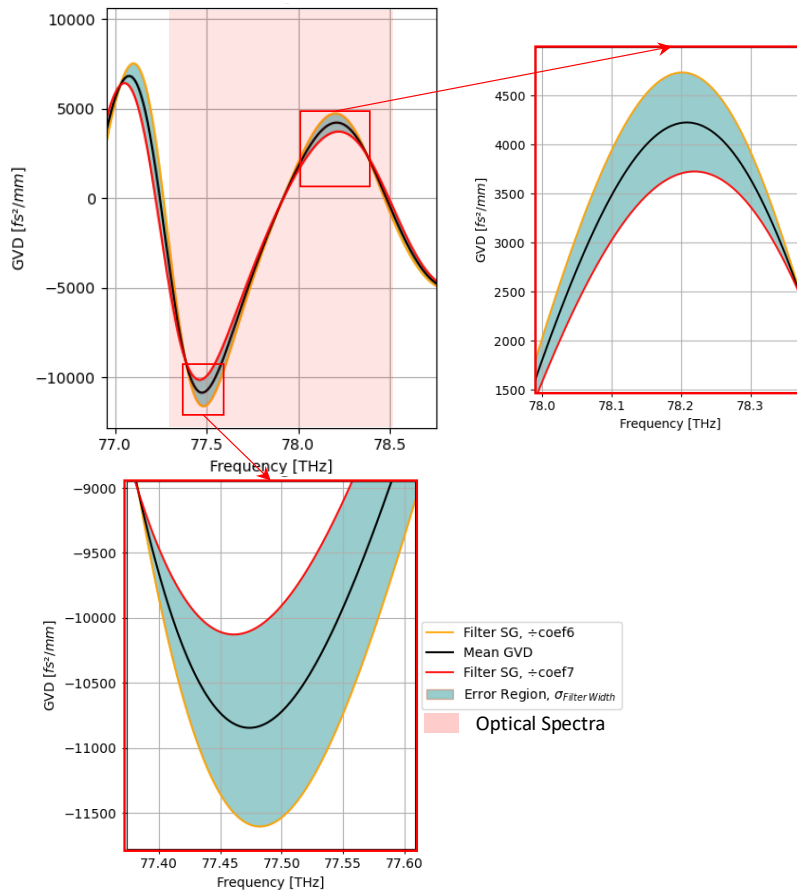 10000
5000
0
−5000
−10000
GVD [fs²/mm]
77.0 77.5 78.0 78.5
Frequency [THz]
4500
4000
3500
3000
2500
2000
1500
GVD [fs²/mm]
78.0 78.1 78.2 78.3
Frequency [THz]
−9000
−9500
−10000
−10500
−11000
−11500
GVD [fs²/mm]
77.40 77.45 77.50 77.55 77.60
Frequency [THz]
Filter SG, ÷coef6
Mean GVD
Filter SG, ÷coef7
Error Region, σFilter Width
Optical Spectra